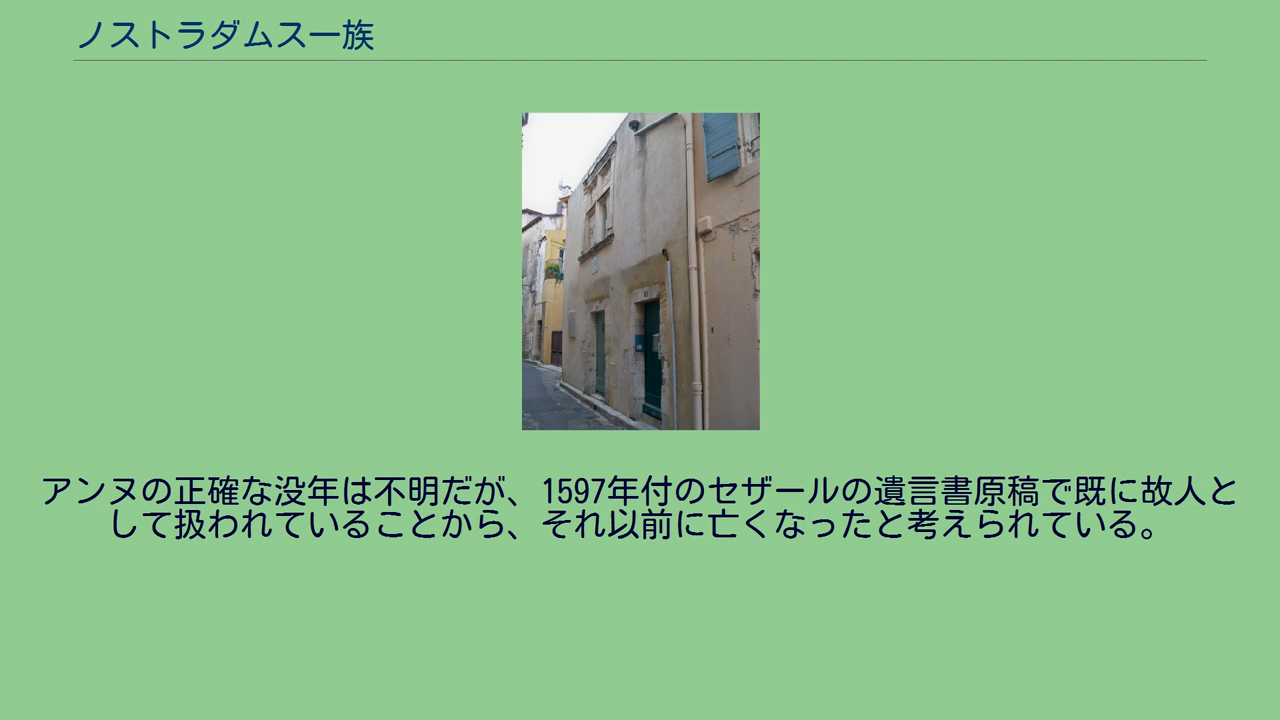 ノストラダムス一族
アンヌの正確な没年は不明だが、1597年付のセザールの遺言書原稿で既に故人と
して扱われていることから、それ以前に亡くなったと考えられている。